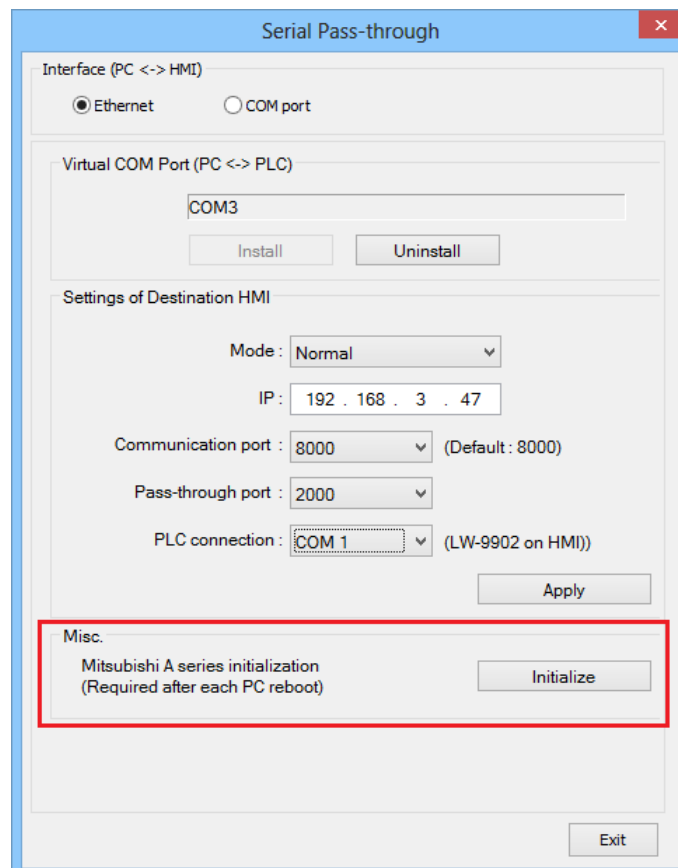 Serial Pass-through
Interface (PC <-> HMI)
Ethernet COM port
Virtual COM Port (PC <-> PLC)
COM3
Install Uninstall
Settings of Destination HMI
Mode : Normal
IP : 192 . 168 . 3 . 47
Communication port : 8000 (Default : 8000)
Pass-through port : 2000
PLC connection : COM 1 (LW-9902 on HMI))
Apply
Misc.
Mitsubishi A series initialization
(Required after each PC reboot)
Initialize
Exit